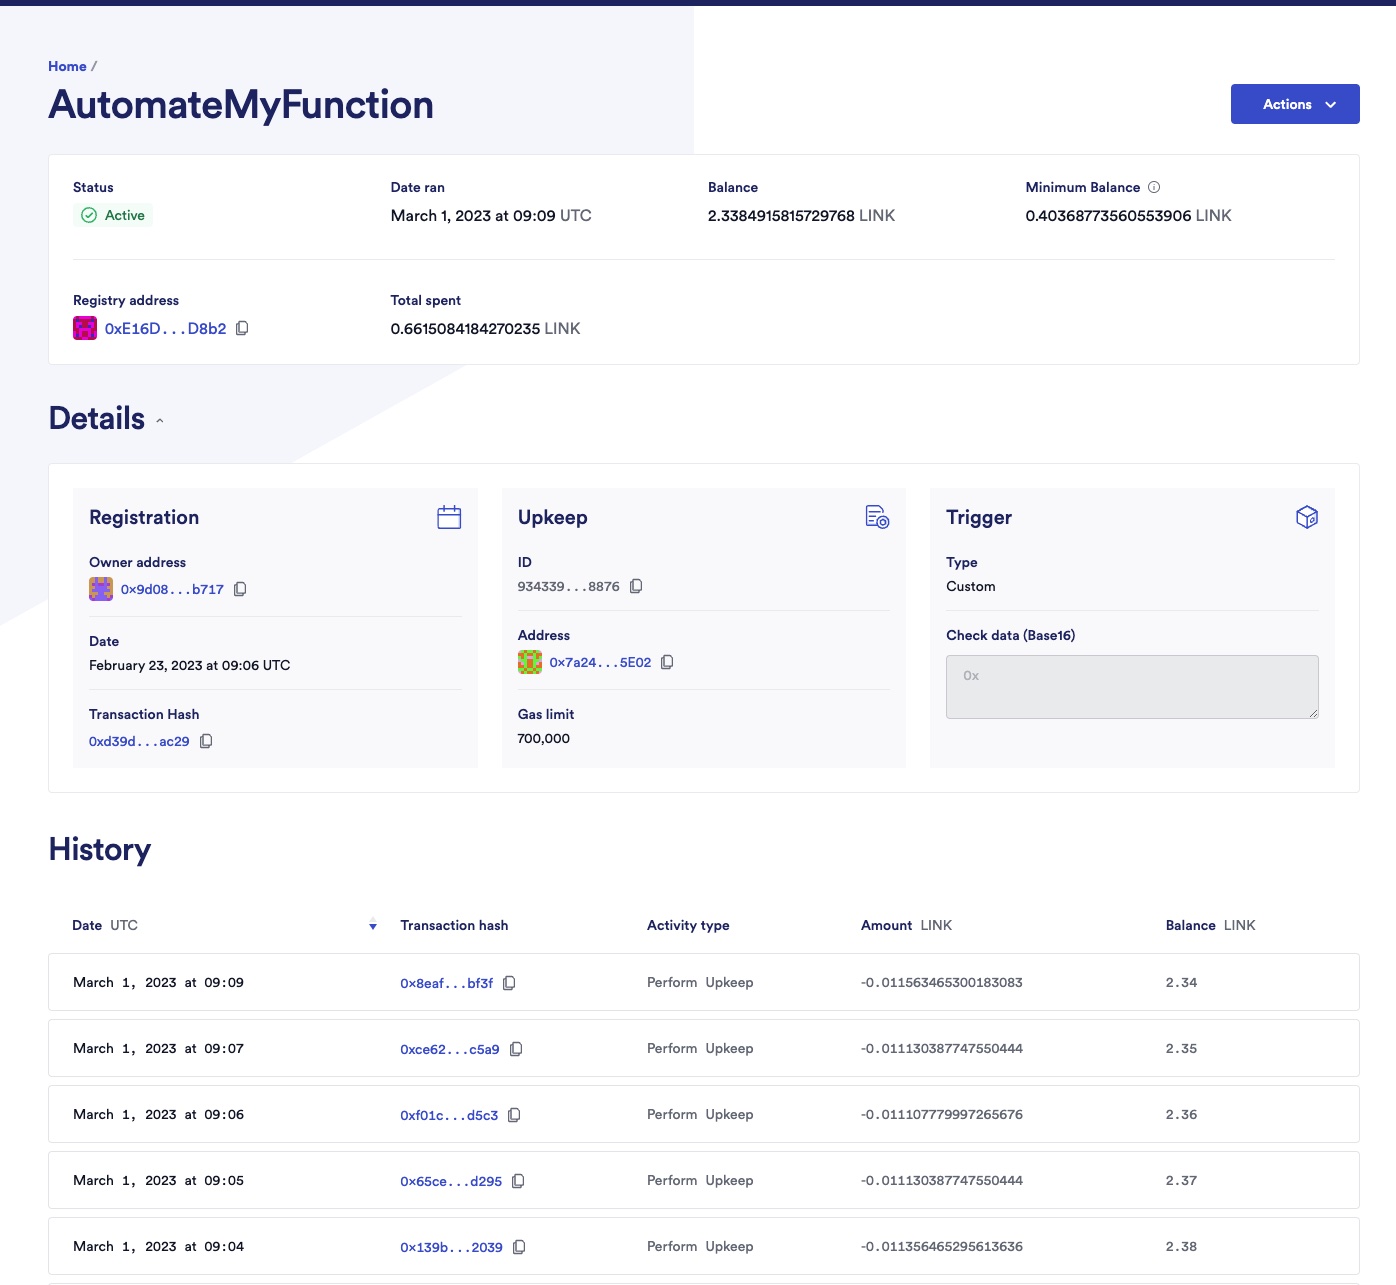 Home /
AutomateMyFunction
Actions
Status Date ran Balance Minimum Balance
Active March 1, 2023 at 09:09 UTC 2.3384915815729768 LINK 0.40368773560553906 LINK
Registry address Total spent
0xE16D...D8b2 0.6615084184270235 LINK
Details
Registration Upkeep Trigger
Owner address ID Type
0x9d08...b717 934339...8876 Custom
Date Address Check data (Base16)
February 23, 2023 at 09:06 UTC 0x7a24...5E02 0x
Transaction Hash Gas limit
0xd39d...ac29 700,000
History
Date UTC Transaction hash Activity type Amount LINK Balance LINK
March 1, 2023 at 09:09 0x8eaf...bf3f Perform Upkeep -0.011563465300183083 2.34
March 1, 2023 at 09:07 0xce62...c5a9 Perform Upkeep -0.011130387747550444 2.35
March 1, 2023 at 09:06 0xf01c...d5c3 Perform Upkeep -0.011107779997265676 2.36
March 1, 2023 at 09:05 0x65ce...d295 Perform Upkeep -0.011130387747550444 2.37
March 1, 2023 at 09:04 0x139b...2039 Perform Upkeep -0.011356465295613636 2.38